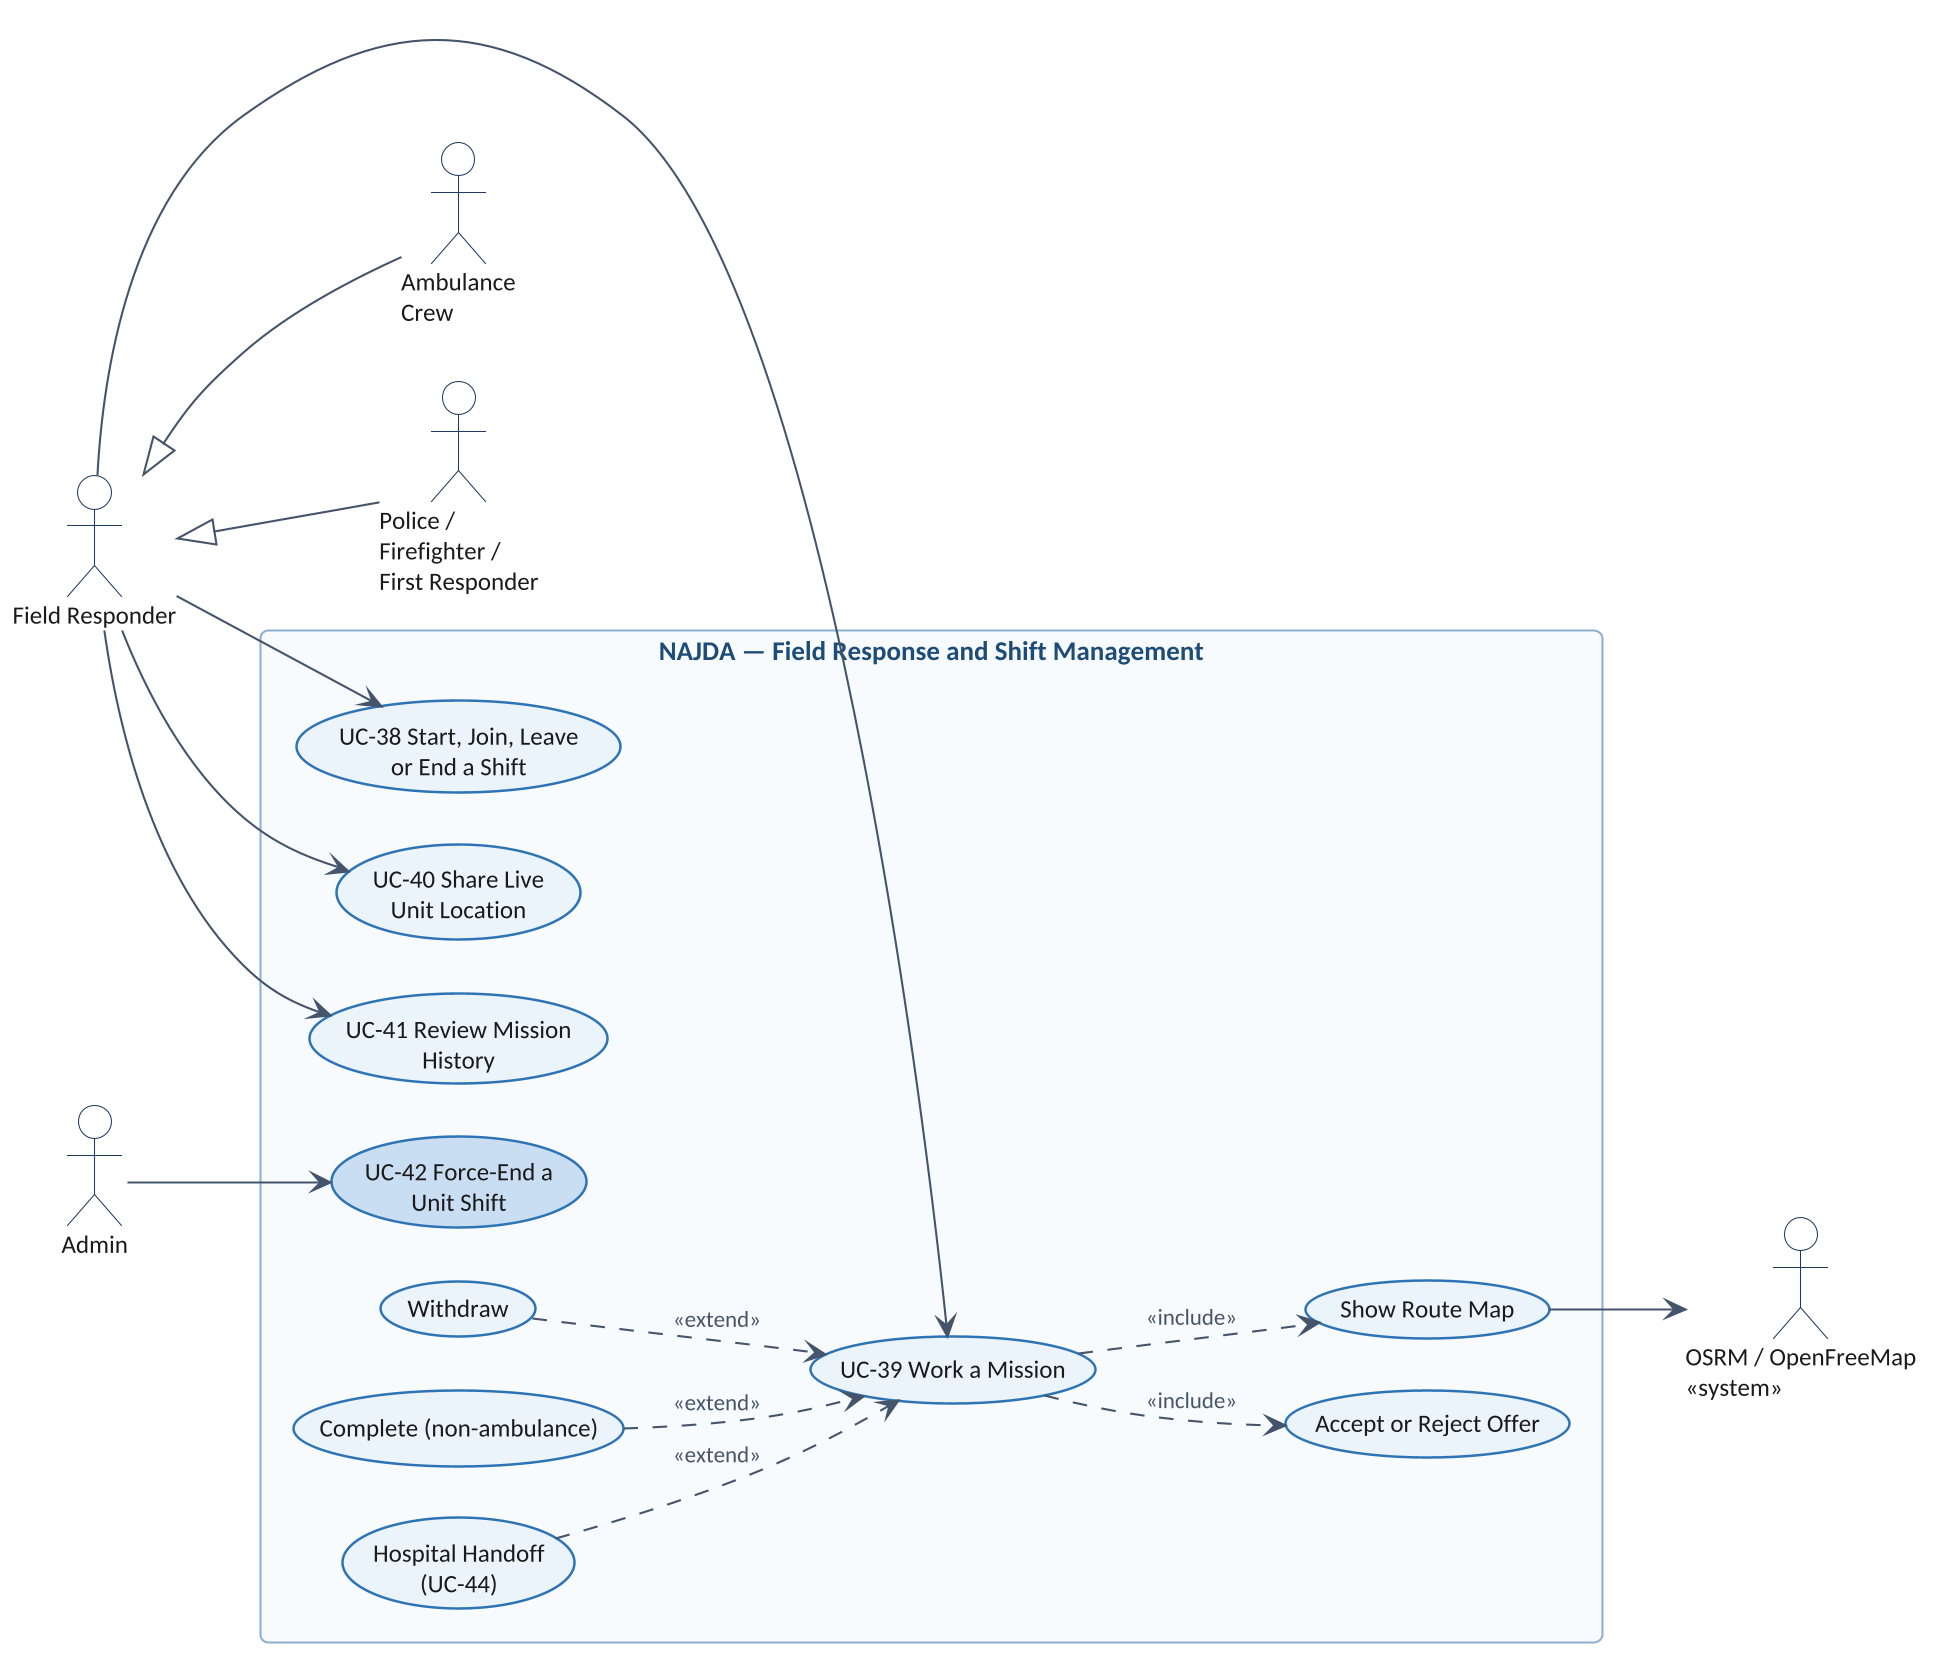 Ambulance
Crew
Police /
Firefighter /
First Responder
Field Responder
NAJDA — Field Response and Shift Management
UC-38 Start, Join, Leave
or End a Shift
UC-40 Share Live
Unit Location
UC-41 Review Mission
History
UC-42 Force-End a
Unit Shift
Admin
Withdraw
«extend»
«include»
Show Route Map
UC-39 Work a Mission
OSRM / OpenFreeMap
«system»
Complete (non-ambulance)
«extend»
«include»
Accept or Reject Offer
«extend»
Hospital Handoff
(UC-44)